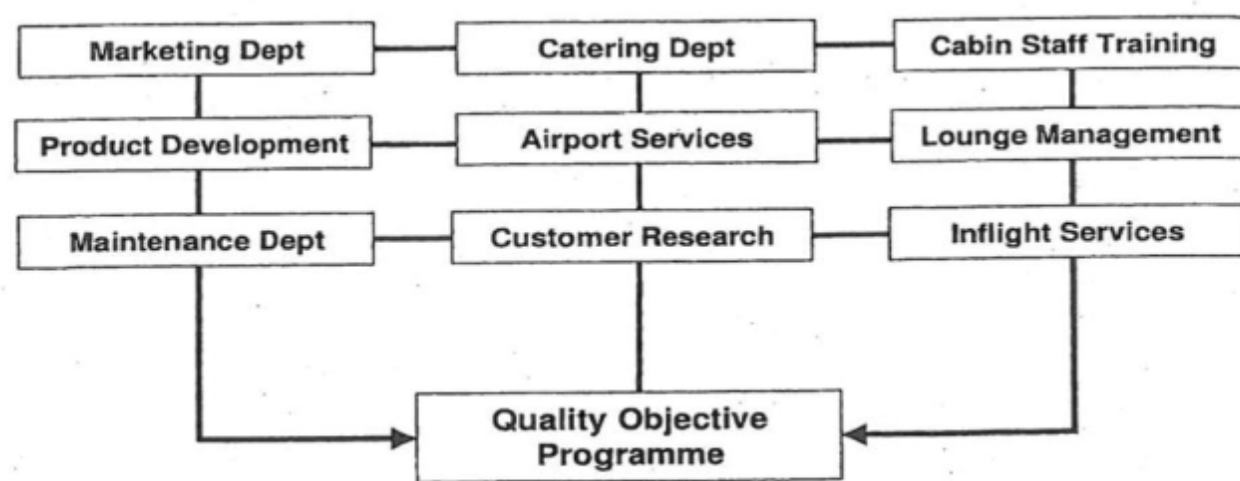 Marketing Dept
Catering Dept
Cabin Staff Training
Product Development
Airport Services
Lounge Management
Maintenance Dept
Customer Research
Inflight Services
Quality Objective
Programme